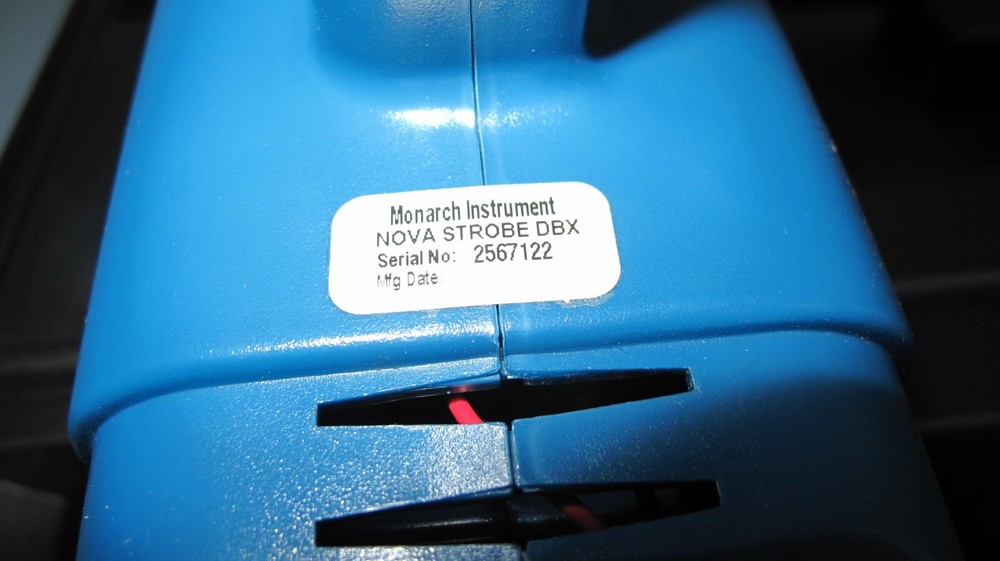 Monarch Instrument
NOVA STROBE DBX
Serial No: 2567122
Mfg Date: